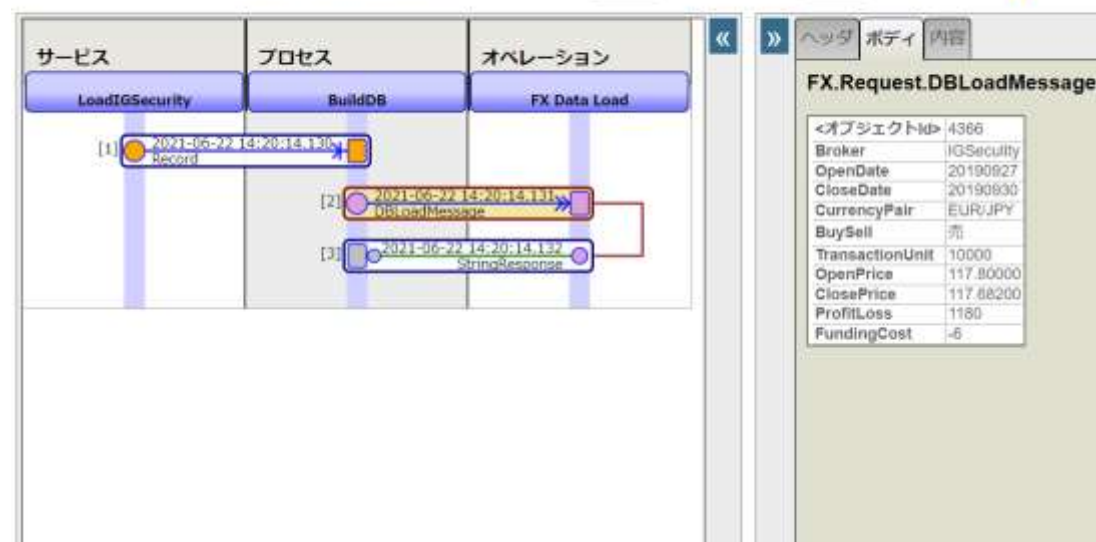 サービス プロセス オペレーション
LoadIGSecurity BuildDB FX Data Load
[1] 2021-06-22 14:20:14.130
Record
[2] 2021-06-22 14:20:14.131
DBLoadMessage
[3] 2021-06-22 14:20:14.132
StringResponse
« »
ヘッダ ボディ 内容
FX.Request.DBLoadMessage
<オブジェクトId> 4366
Broker IGSecuity
OpenDate 20190927
CloseDate 20190930
CurrencyPair EUR/JPY
BuySell 売
TransactionUnit 10000
OpenPrice 117.80000
ClosePrice 117.68200
ProfitLoss 1180
FundingCost -6